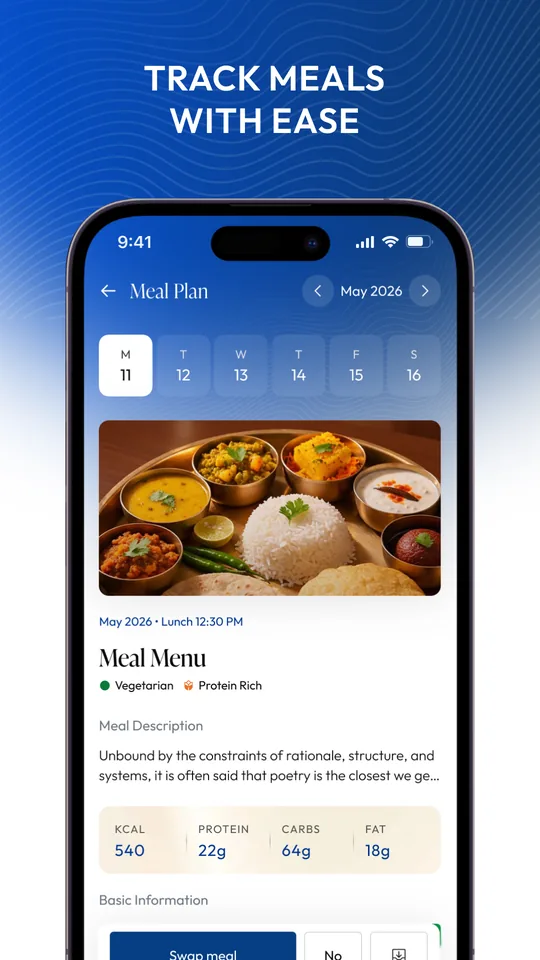 TRACK MEALS
WITH EASE
9:41
Meal Plan
May 2026
M
11
T
12
W
13
T
14
F
15
S
16
May 2026 • Lunch 12:30 PM
Meal Menu
Vegetarian
Protein Rich
Meal Description
Unbound by the constraints of rationale, structure, and
systems, it is often said that poetry is the closest we ge...
KCAL
540
PROTEIN
22g
CARBS
64g
FAT
18g
Basic Information
Swap meal
No